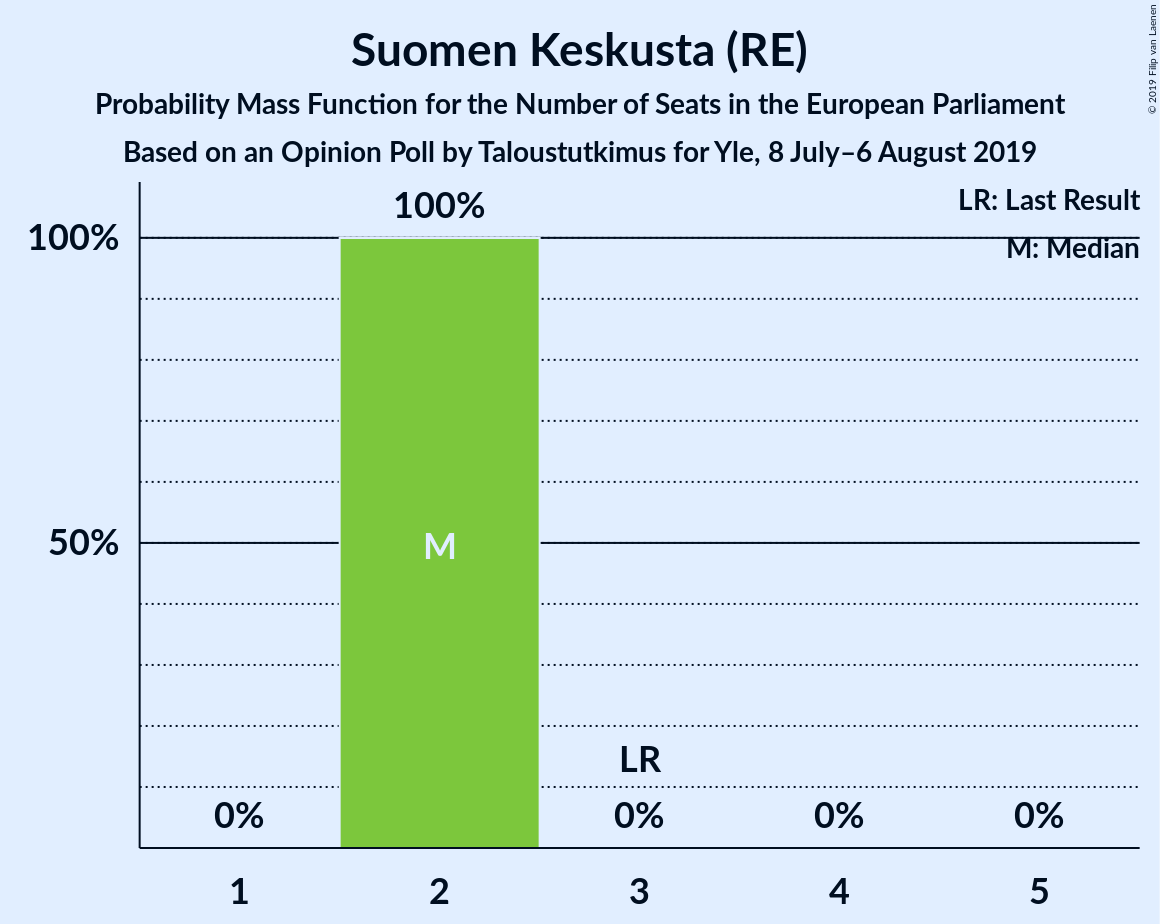 Suomen Keskusta (RE)
Probability Mass Function for the Number of Seats in the European Parliament
Based on an Opinion Poll by Taloustutkimus for Yle, 8 July–6 August 2019
© 2019 Filip van Laenen
LR: Last Result
M: Median
100%
100%
50%
M
LR
0%
0%
0%
0%
1
2
3
4
5